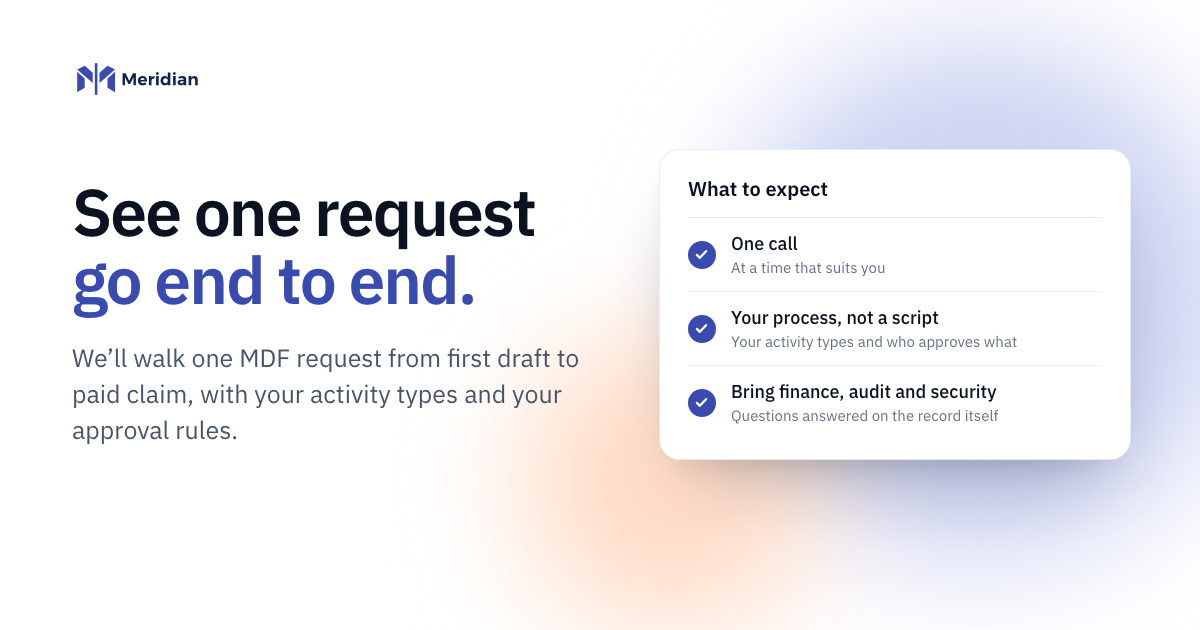 Meridian
See one request
go end to end.
We’ll walk one MDF request from first draft to
paid claim, with your activity types and your
approval rules.
What to expect
One call
At a time that suits you
Your process, not a script
Your activity types and who approves what
Bring finance, audit and security
Questions answered on the record itself